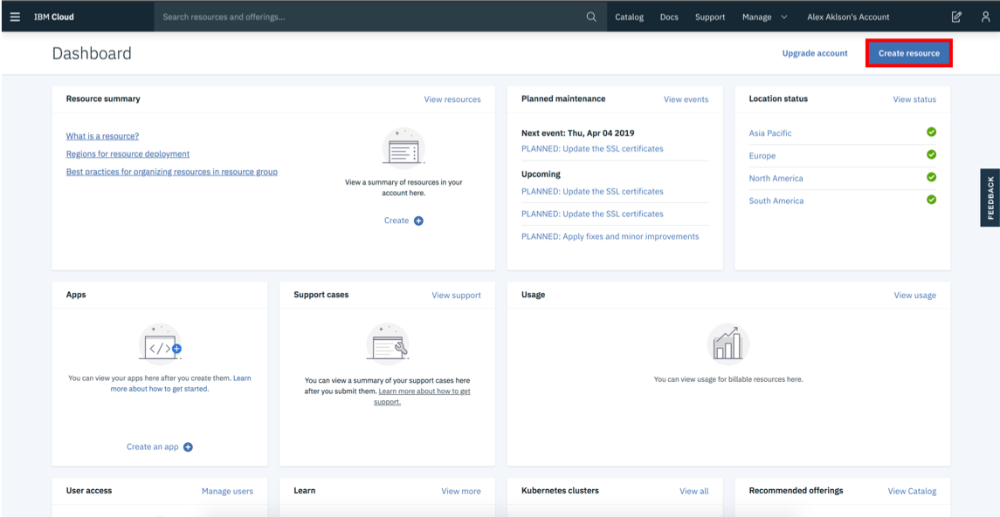 IBM Cloud
Search resources and offerings...
Catalog
Docs
Support
Manage
Alex Aklson's Account
Dashboard
Upgrade account
Create resource
Resource summary
View resources
What is a resource?
Regions for resource deployment
Best practices for organizing resources in resource group
View a summary of resources in your
account here.
Create
Planned maintenance
View events
Next event: Thu, Apr 04 2019
PLANNED: Update the SSL certificates
Upcoming
PLANNED: Update the SSL certificates
PLANNED: Update the SSL certificates
PLANNED: Apply fixes and minor improvements
Location status
View status
Asia Pacific
Europe
North America
South America
FEEDBACK
Apps
</>
You can view your apps here after you create them. Learn
more about how to get started.
Create an app
Support cases
View support
You can view a summary of your support cases here
after you submit them. Learn more about how to get
support.
Usage
View usage
You can view usage for billable resources here.
User access
Manage users
Learn
View more
Kubernetes clusters
View all
Recommended offerings
View Catalog